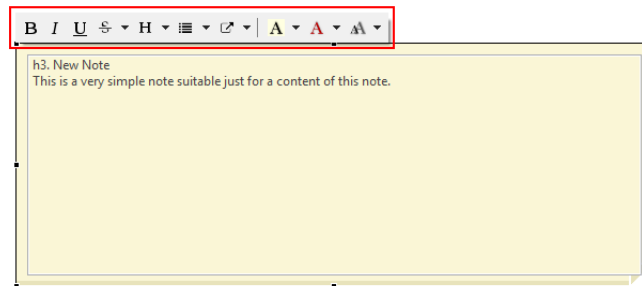 B I U S H A A A
h3. New Note
This is a very simple note suitable just for a content of this note.